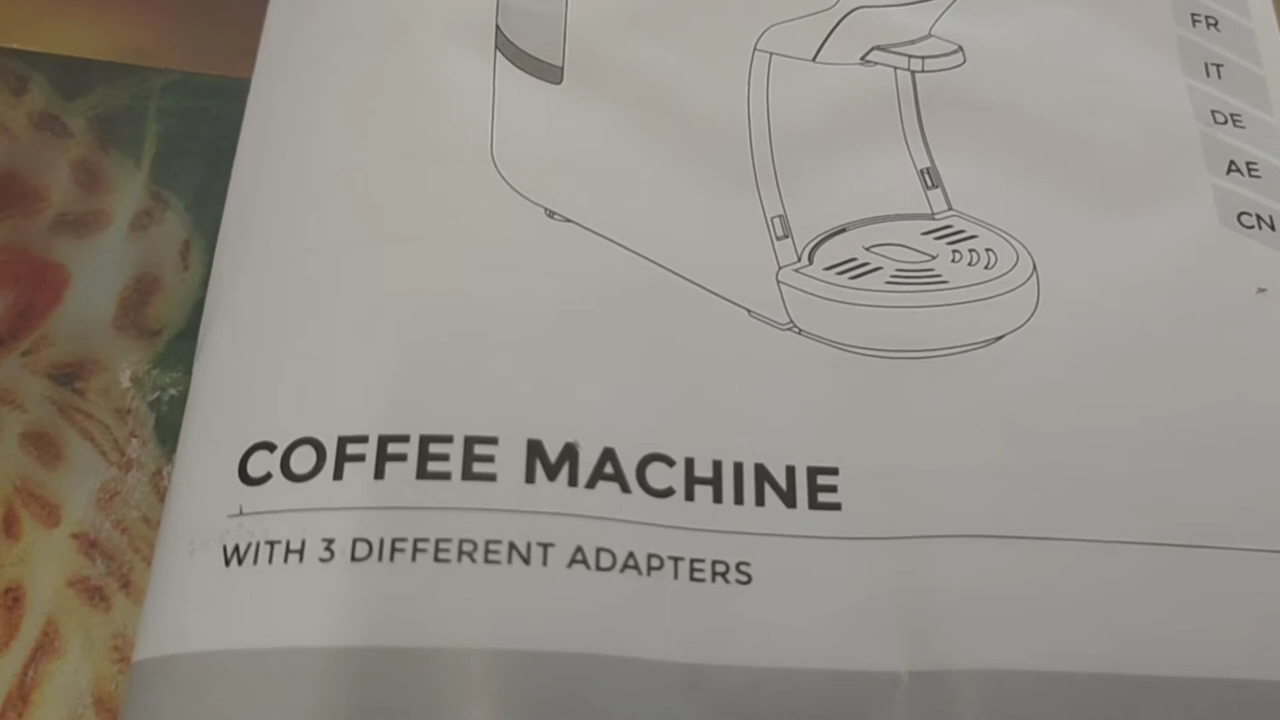 FR
IT
DE
AE
CN
COFFEE MACHINE
WITH 3 DIFFERENT ADAPTERS